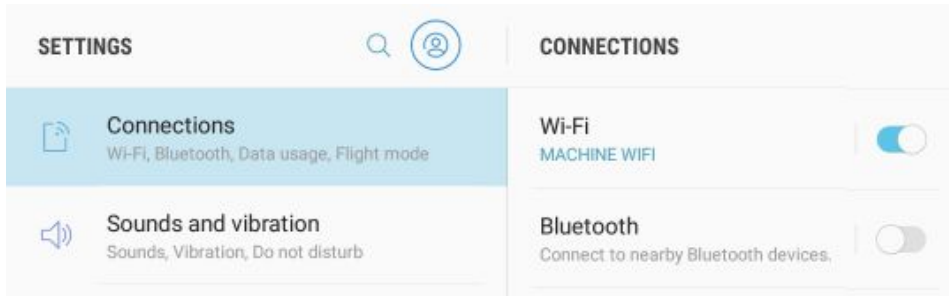 SETTINGS
Connections
Wi-Fi, Bluetooth, Data usage, Flight mode
Sounds and vibration
Sounds, Vibration, Do not disturb
CONNECTIONS
Wi-Fi
MACHINE WIFI
Bluetooth
Connect to nearby Bluetooth devices.